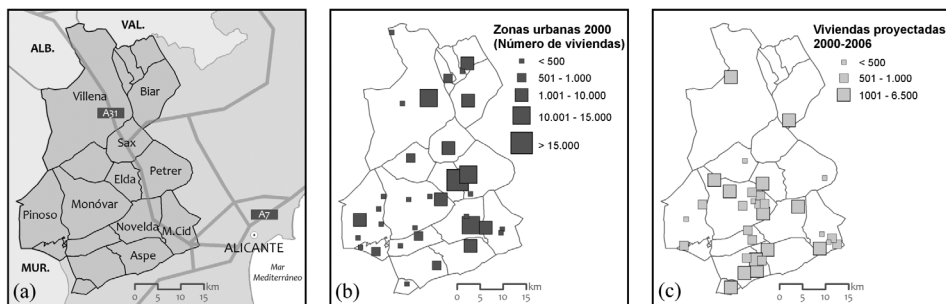 VAL.
ALB.
Villena
Biar
A31
Sax
Elda
Petrer
Pinoso
Monóvar
Novelda
M.Cid
A7
ALICANTE
Aspe
MUR.
Mar
Mediterráneo
(a)
km
0 5 10 15
Zonas urbanas 2000
(Número de viviendas)
< 500
501 - 1.000
1.001 - 10.000
10.001 - 15.000
> 15.000
(b)
km
0 5 10 15
Viviendas proyectadas
2000-2006
< 500
501 - 1.000
1001 - 6.500
(c)
km
0 5 10 15